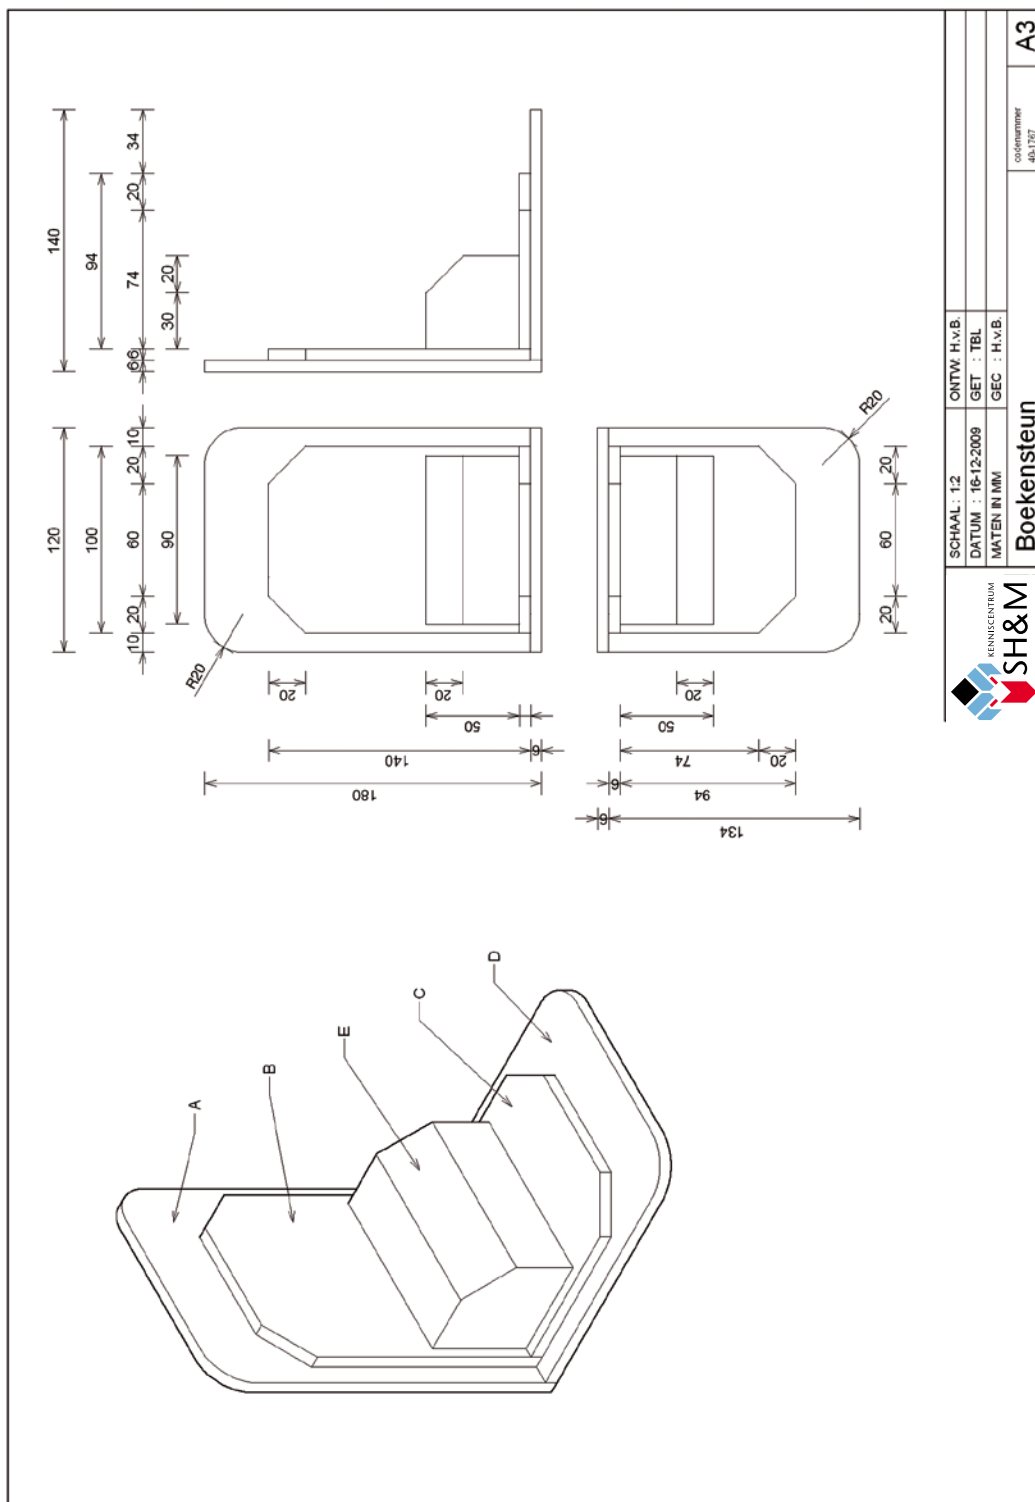 140
94
6 6 74 20 34
30 20
120
100
10 20 60 20 10
90
R20
20
20
50
140
6
180
R20
20
50
20 60 20
74
20
6
94
6
134
A
B
E
C
D
KENNISCENTRUM
SH&M
SCHAAL : 1:2
ONTW. H.v.B.
DATUM : 16-12-2009
GET : TBL
MATEN IN MM
GEC : H.v.B.
Boekensteun
codenummer
40-1767
A3